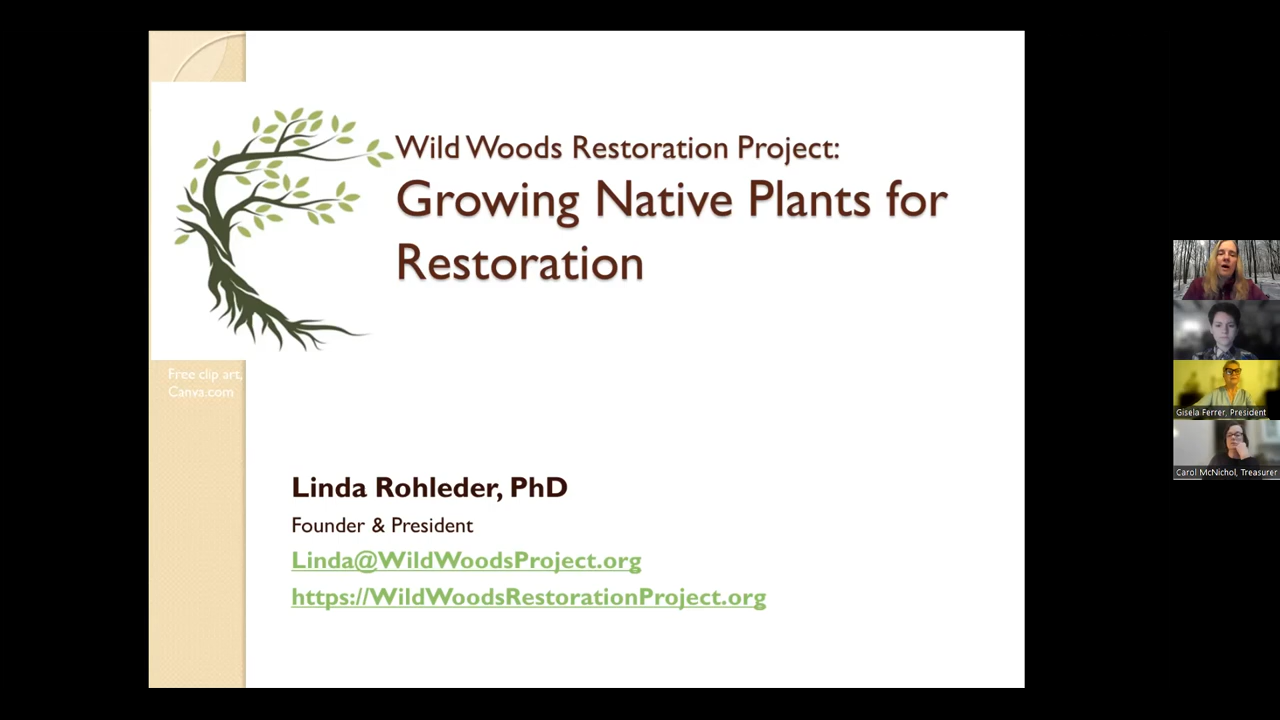 Wild Woods Restoration Project:
Growing Native Plants for
Restoration
Free clip art,
Canva.com
Linda Rohleder, PhD
Founder & President
Linda@WildWoodsProject.org
https://WildWoodsRestorationProject.org
Gisela Ferrer, President
Carol McNichol, Treasurer